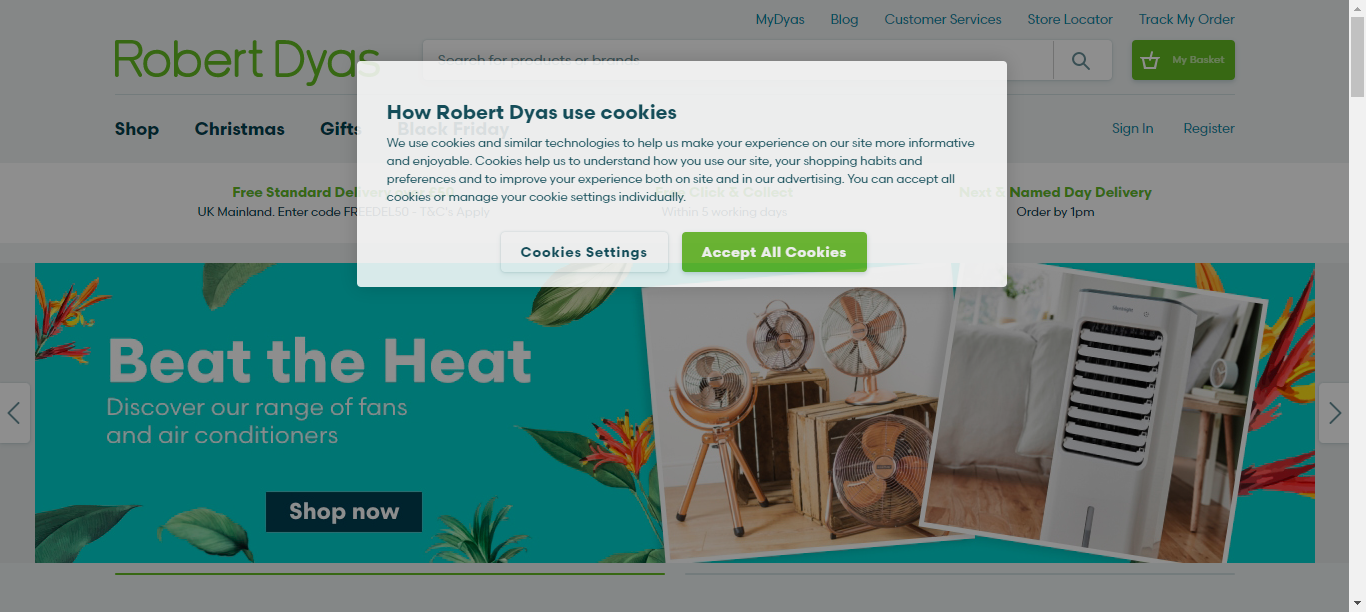 MyDyas Blog Customer Services Store Locator Track My Order
Robert Dyas
Search for products or brands
My Basket
Shop Christmas Gifts Black Friday
Sign In Register
How Robert Dyas use cookies
We use cookies and similar technologies to help us make your experience on our site more informative
and enjoyable. Cookies help us to understand how you use our site, your shopping habits and
preferences and to improve your experience both on site and in our advertising. You can accept all
cookies or manage your cookie settings individually.
Cookies Settings Accept All Cookies
Free Standard Delivery over £50
UK Mainland. Enter code FREEDEL50 - T&C's Apply
Click & Collect
Within 5 working days
Next & Named Day Delivery
Order by 1pm
Beat the Heat
Discover our range of fans
and air conditioners
Shop now